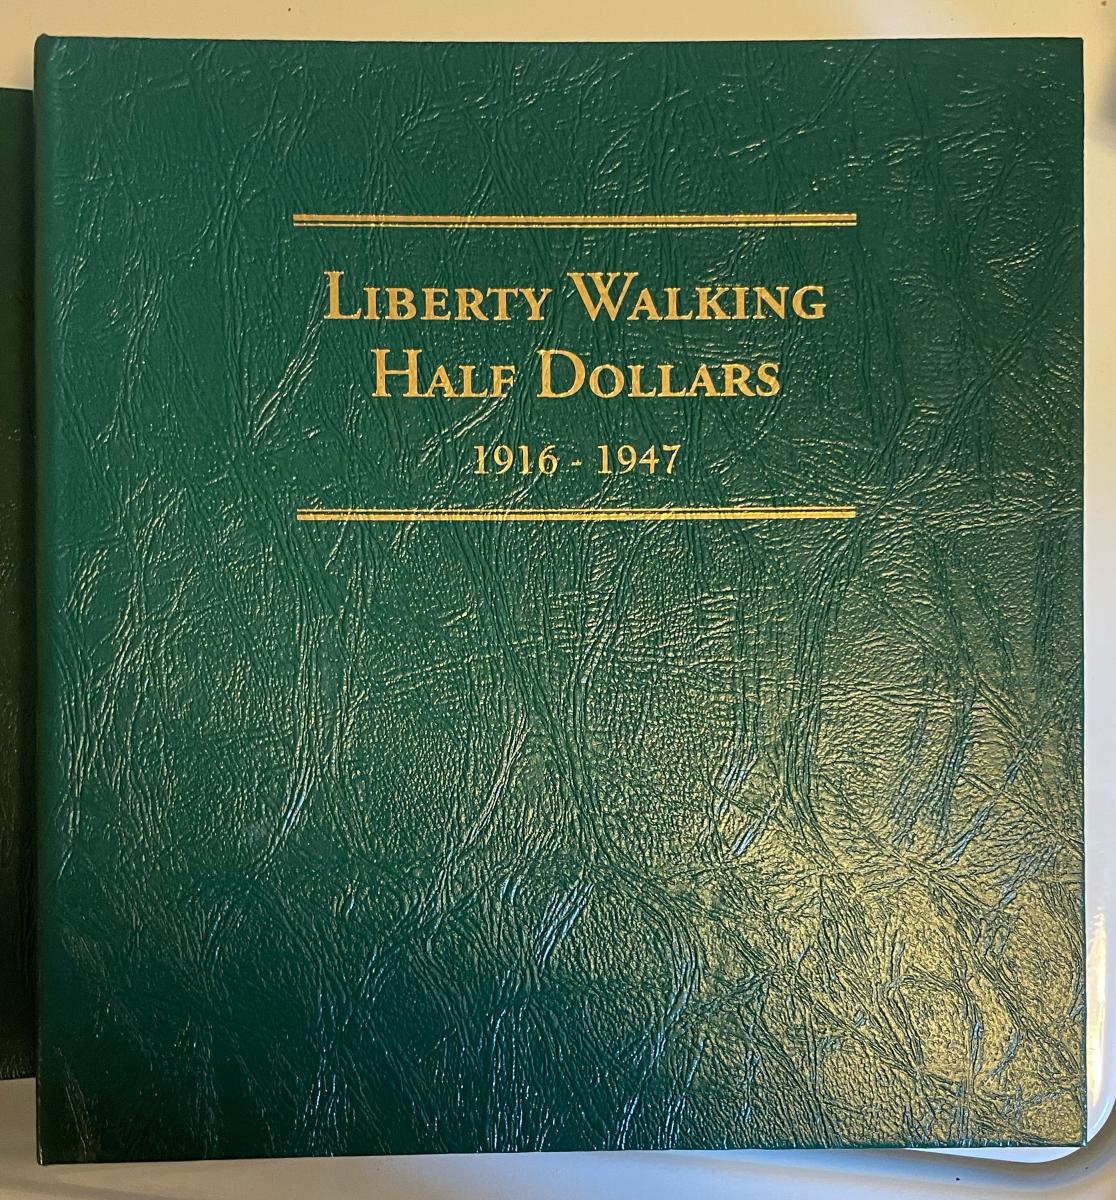 LIBERTY WALKING
HALF DOLLARS
1916 - 1947